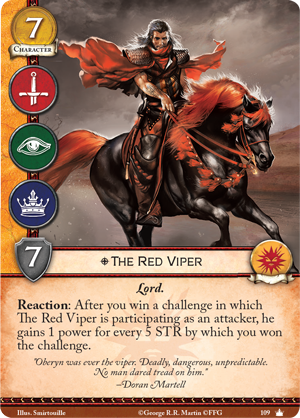 7
CHARACTER
7
THE RED VIPER
Lord.
Reaction: After you win a challenge in which
The Red Viper is participating as an attacker, he
gains 1 power for every 5 STR by which you won
the challenge.
"Oberyn was ever the viper. Deadly, dangerous, unpredictable.
No man dared tread on him."
–Doran Martell
Illus. Smirtouille ©George R.R. Martin ©FFG 109